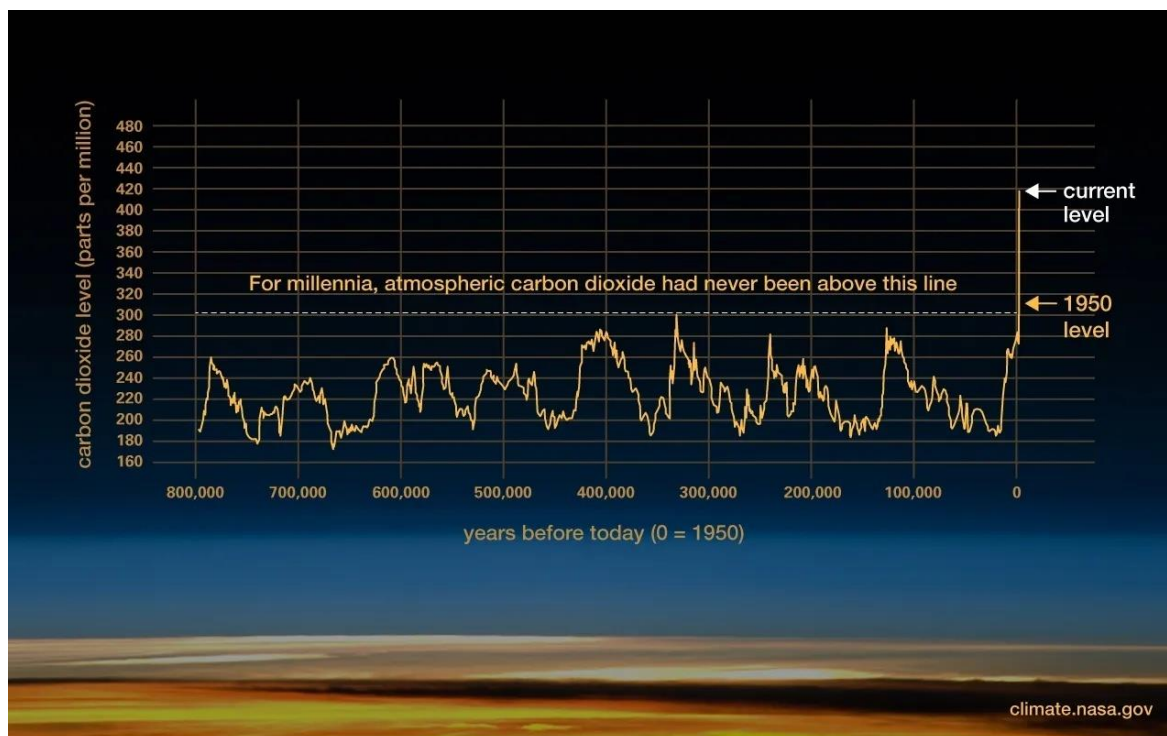 carbon dioxide level (parts per million)
480
460
440
420
400
380
360
340
320
300
260
240
220
200
180
160
For millennia, atmospheric carbon dioxide had never been above this line
current
level
1950
level
800,000 700,000 600,000 500,000 400,000 300,000 200,000 100,000 0
years before today (0 = 1950)
climate.nasa.gov